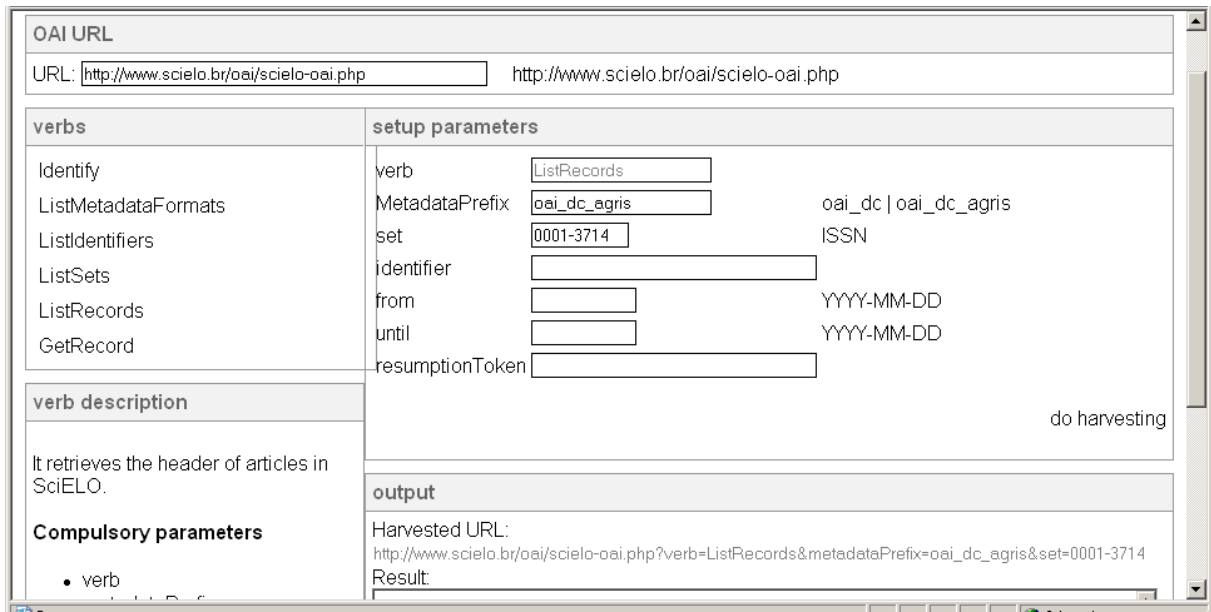 OAI URL
URL: http://www.scielo.br/oai/scielo-oai.php http://www.scielo.br/oai/scielo-oai.php
verbs
Identify
ListMetadataFormats
ListIdentifiers
ListSets
ListRecords
GetRecord
setup parameters
verb ListRecords
MetadataPrefix oai_dc_agris oai_dc | oai_dc_agris
set 0001-3714 ISSN
identifier
from YYYY-MM-DD
until YYYY-MM-DD
resumptionToken
do harvesting
verb description
It retrieves the header of articles in
SciELO.
Compulsory parameters
• verb
output
Harvested URL:
http://www.scielo.br/oai/scielo-oai.php?verb=ListRecords&metadataPrefix=oai_dc_agris&set=0001-3714
Result: